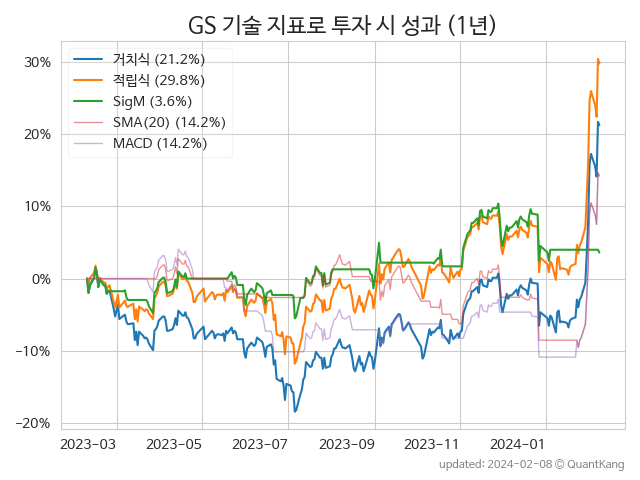 GS 기술 지표로 투자 시 성과 (1년)
거치식 (21.2%)
적립식 (29.8%)
SigM (3.6%)
SMA(20) (14.2%)
MACD (14.2%)
30%
20%
10%
0%
−10%
−20%
2023-03 2023-05 2023-07 2023-09 2023-11 2024-01
updated: 2024-02-08 © QuantKang